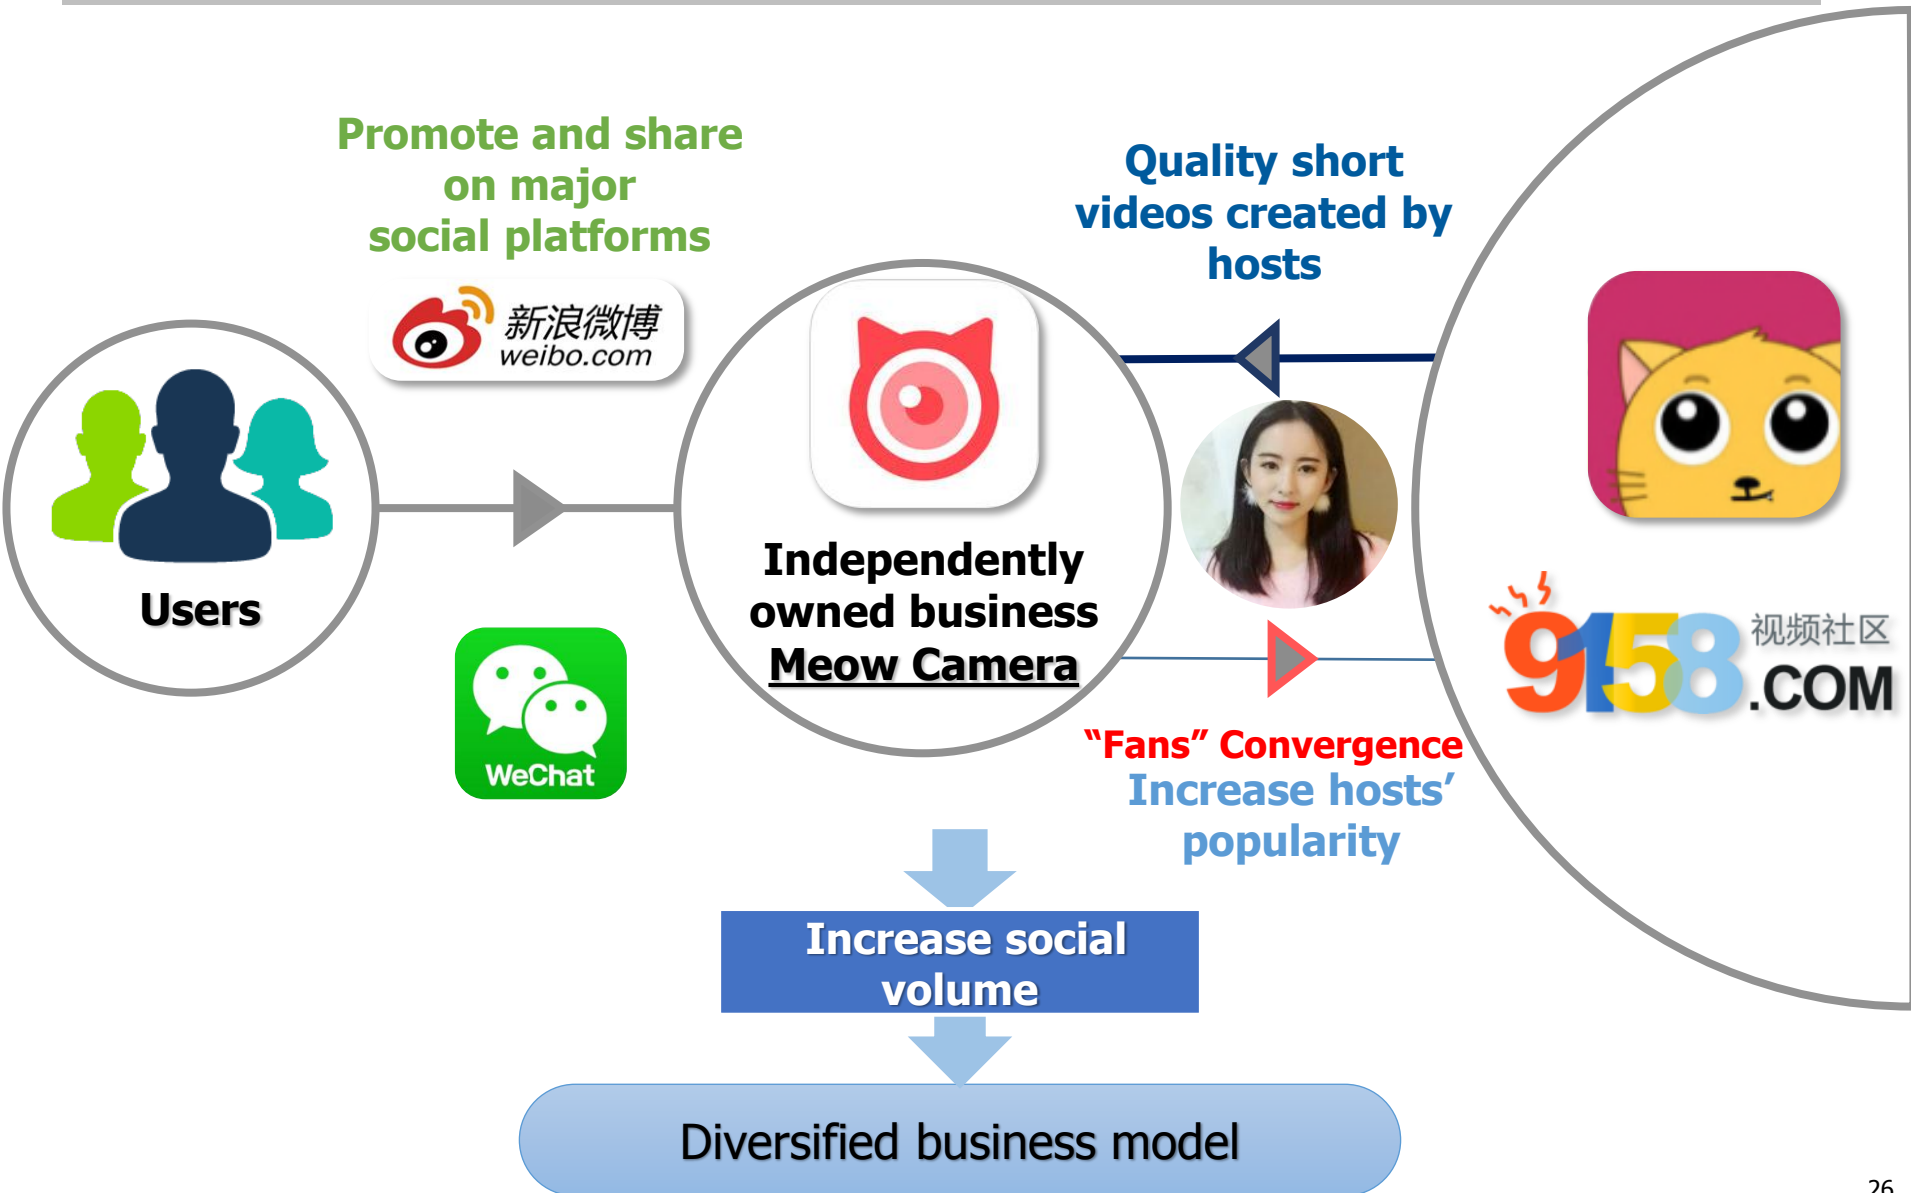 Promote and share
on major
social platforms
新浪微博
weibo.com
Users
WeChat
Independently
owned business
Meow Camera
Quality short
videos created by
hosts
“Fans” Convergence
Increase hosts’
popularity
9158 视频社区
.COM
Increase social
volume
Diversified business model
26